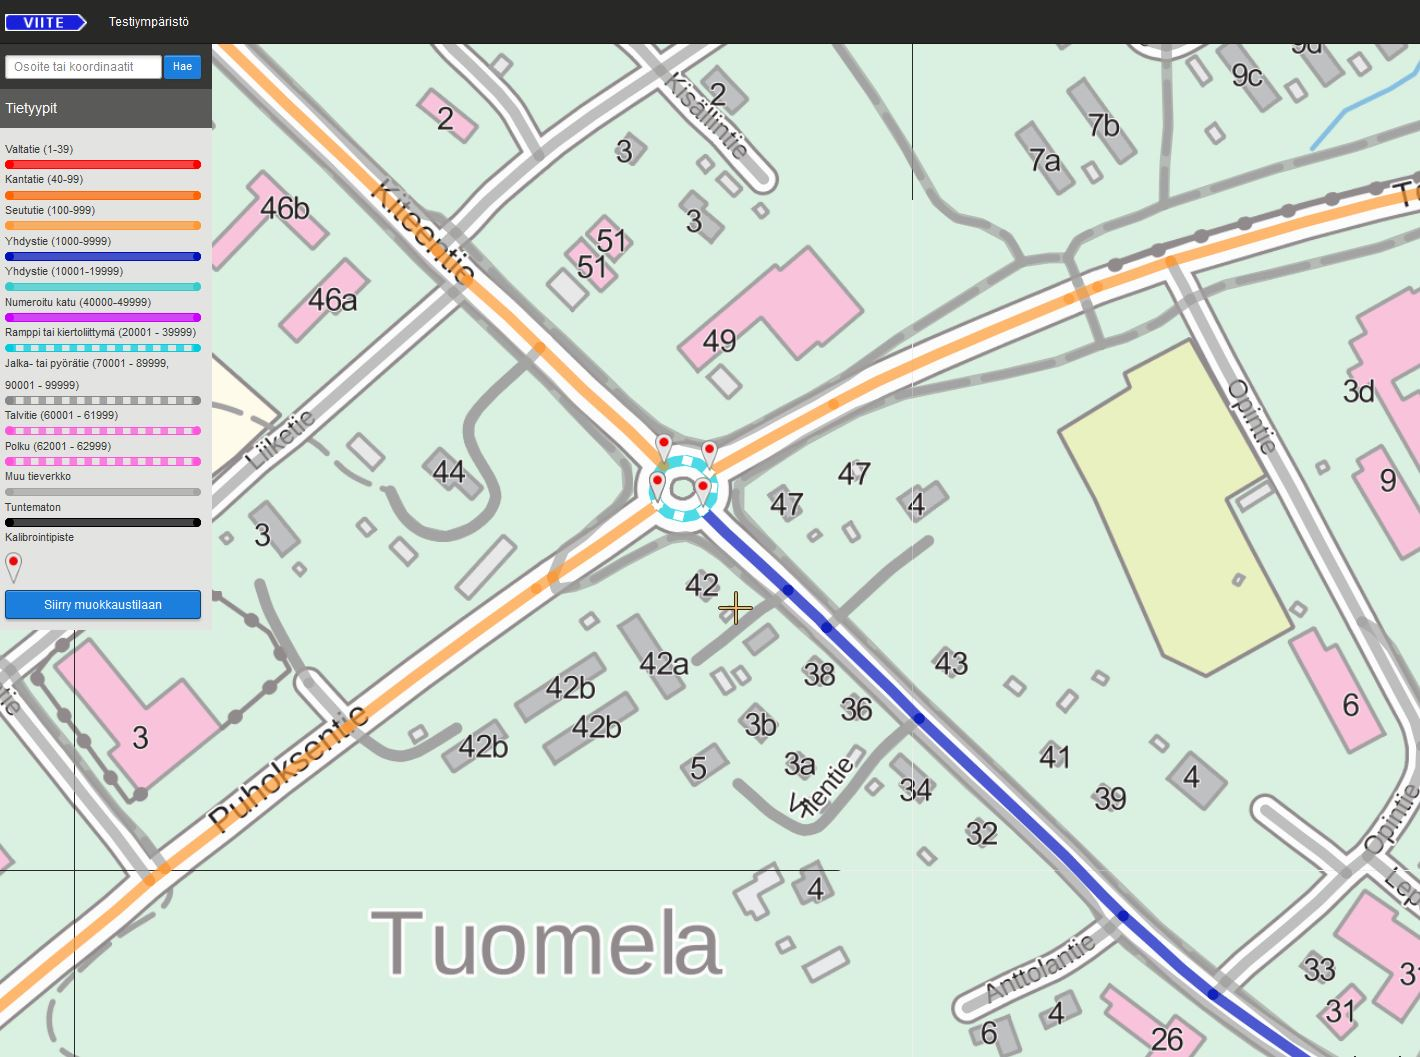 VIITE
Testiympäristö
Osoite tai koordinaatit
Hae
Tietyypit
Valtatie (1-39)
Kantatie (40-99)
Seututie (100-999)
Yhdystie (1000-9999)
Yhdystie (10001-19999)
Numeroitu katu (40000-49999)
Ramppi tai kiertoliittymä (20001 - 39999)
Jalka- tai pyörätie (70001 - 89999,
90001 - 99999)
Talvitie (60001 - 61999)
Polku (62001 - 62999)
Muu tieverkko
Tuntematon
Kalibrointipiste
Siirry muokkaustilaan
9d
9c
2
Kisällintie
2
7b
3
7a
46b
Kiteentie
3
51
51
46a
49
3d
Opintie
Liiketie
44
47
47
4
9
3
42
42a
38
43
42b
36
6
3
Puhoksentie
42b
3b
42b
5
3a
41
4
34
39
Opintie
32
4
Tuomela
33
Anttolantie
31
4
6
26